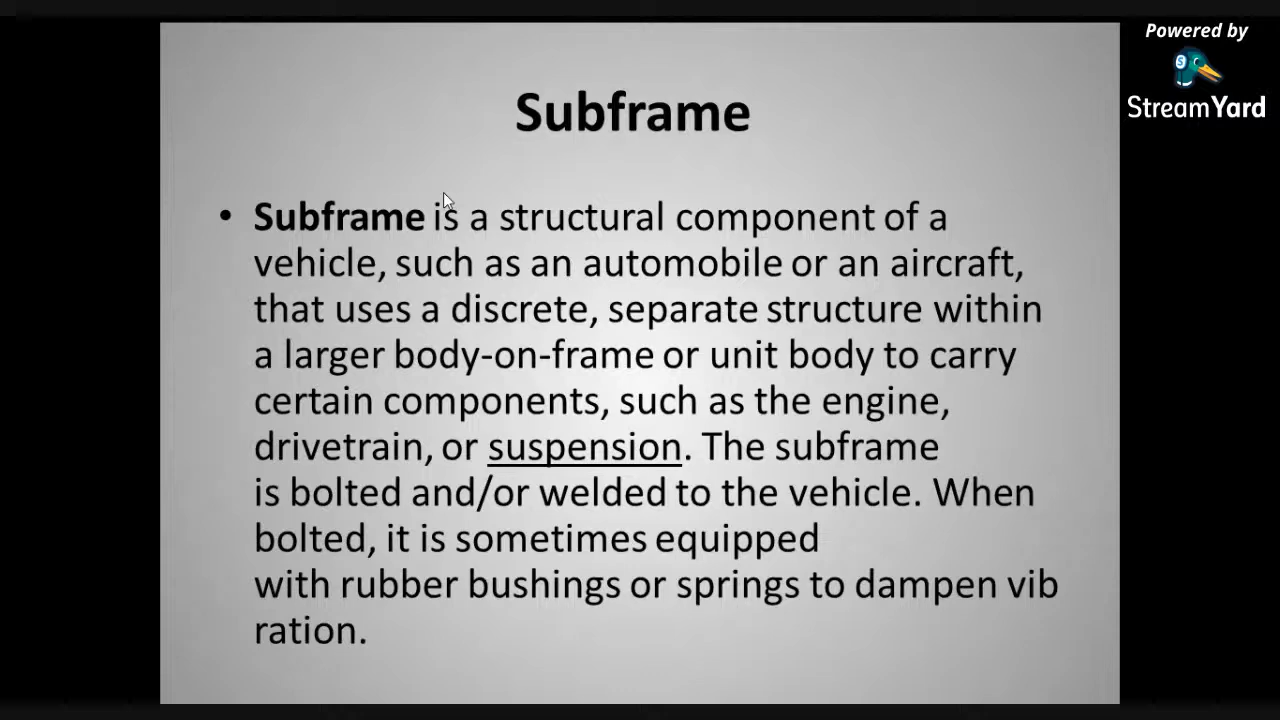 Powered by
StreamYard
Subframe
• Subframe is a structural component of a
vehicle, such as an automobile or an aircraft,
that uses a discrete, separate structure within
a larger body-on-frame or unit body to carry
certain components, such as the engine,
drivetrain, or suspension. The subframe
is bolted and/or welded to the vehicle. When
bolted, it is sometimes equipped
with rubber bushings or springs to dampen vib
ration.